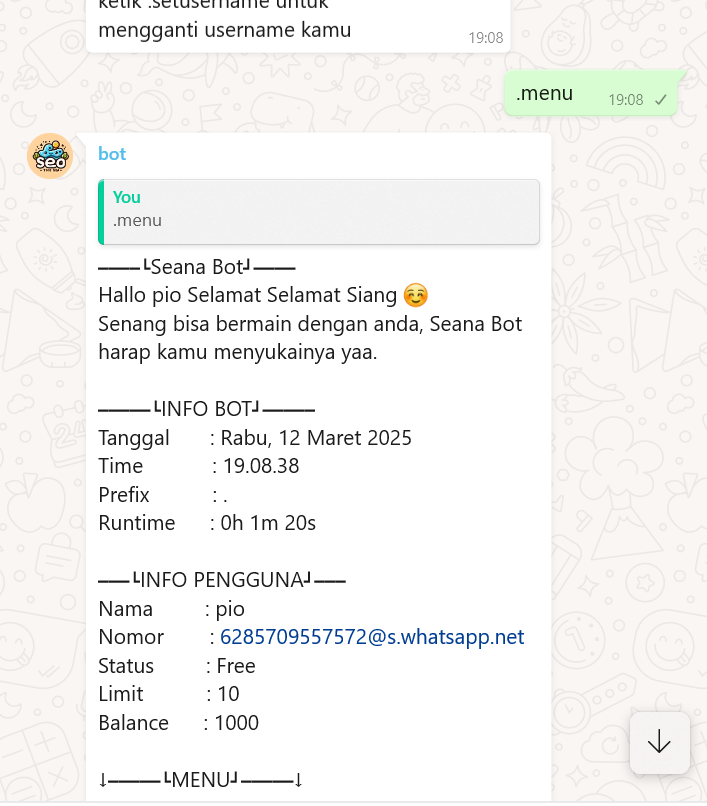 ketik .setusername untuk
mengganti username kamu
19:08
.menu
19:08
seo
bot
You
.menu
━━━┗Seana Bot┛━━━
Hallo pio Selamat Selamat Siang ☺️
Senang bisa bermain dengan anda, Seana Bot
harap kamu menyukainya yaa.
━━━━┗INFO BOT┛━━━━
Tanggal : Rabu, 12 Maret 2025
Time : 19.08.38
Prefix : .
Runtime : 0h 1m 20s
━━━┗INFO PENGGUNA┛━━━
Nama : pio
Nomor : 6285709557572@s.whatsapp.net
Status : Free
Limit : 10
Balance : 1000
↓━━━━┗MENU┛━━━━↓